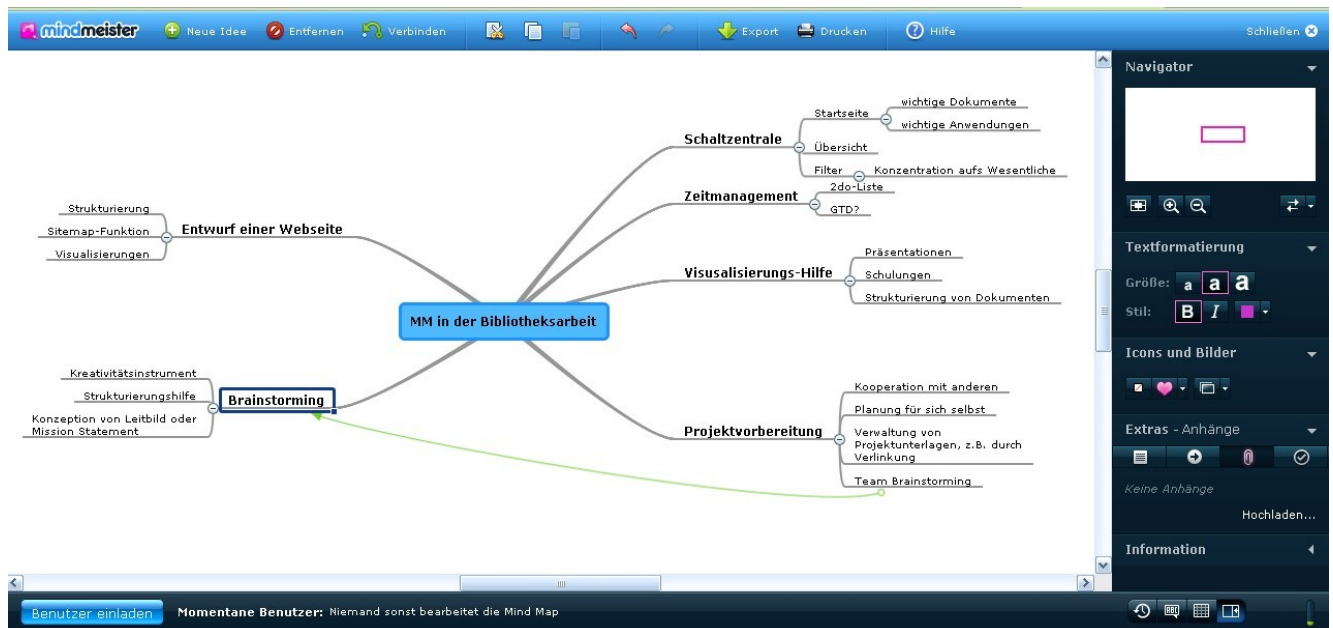 mindmeister
Neue Idee
Entfernen
Verbinden
Export
Drucken
Hilfe
Schließen
MM in der Bibliotheksarbeit
Schaltzentrale
Startseite
wichtige Dokumente
wichtige Anwendungen
Übersicht
Filter
Konzentration aufs Wesentliche
Zeitmanagement
2do-Liste
GTD?
Visusalisierungs-Hilfe
Präsentationen
Schulungen
Strukturierung von Dokumenten
Projektvorbereitung
Kooperation mit anderen
Planung für sich selbst
Verwaltung von
Projektunterlagen, z.B. durch
Verlinkung
Team Brainstorming
Entwurf einer Webseite
Strukturierung
Sitemap-Funktion
Visualisierungen
Brainstorming
Kreativitätsinstrument
Strukturierungshilfe
Konzeption von Leitbild oder
Mission Statement
Navigator
Textformatierung
Größe: a a a
Stil: B I
Icons und Bilder
Extras - Anhänge
Keine Anhänge
Hochladen...
Information
Benutzer einladen
Momentane Benutzer: Niemand sonst bearbeitet die Mind Map